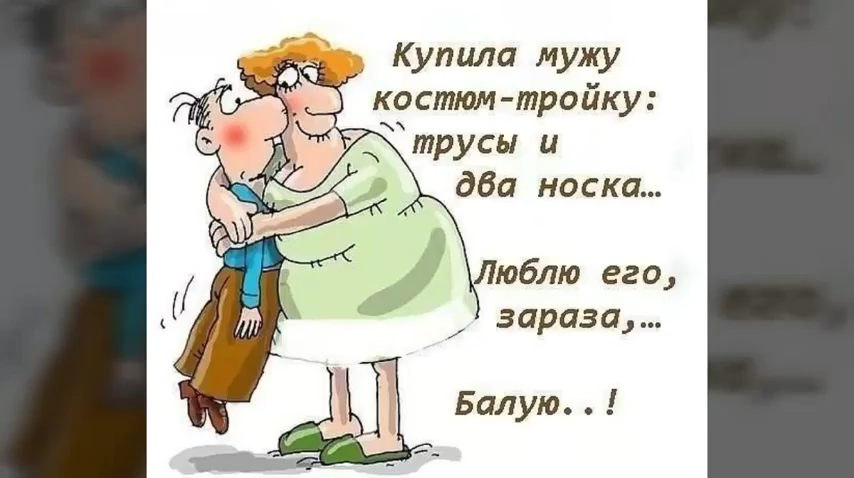 Купила мужу
костюм-тройку:
трусы и
два носка...
Люблю его,
зараза,...
Балую..!